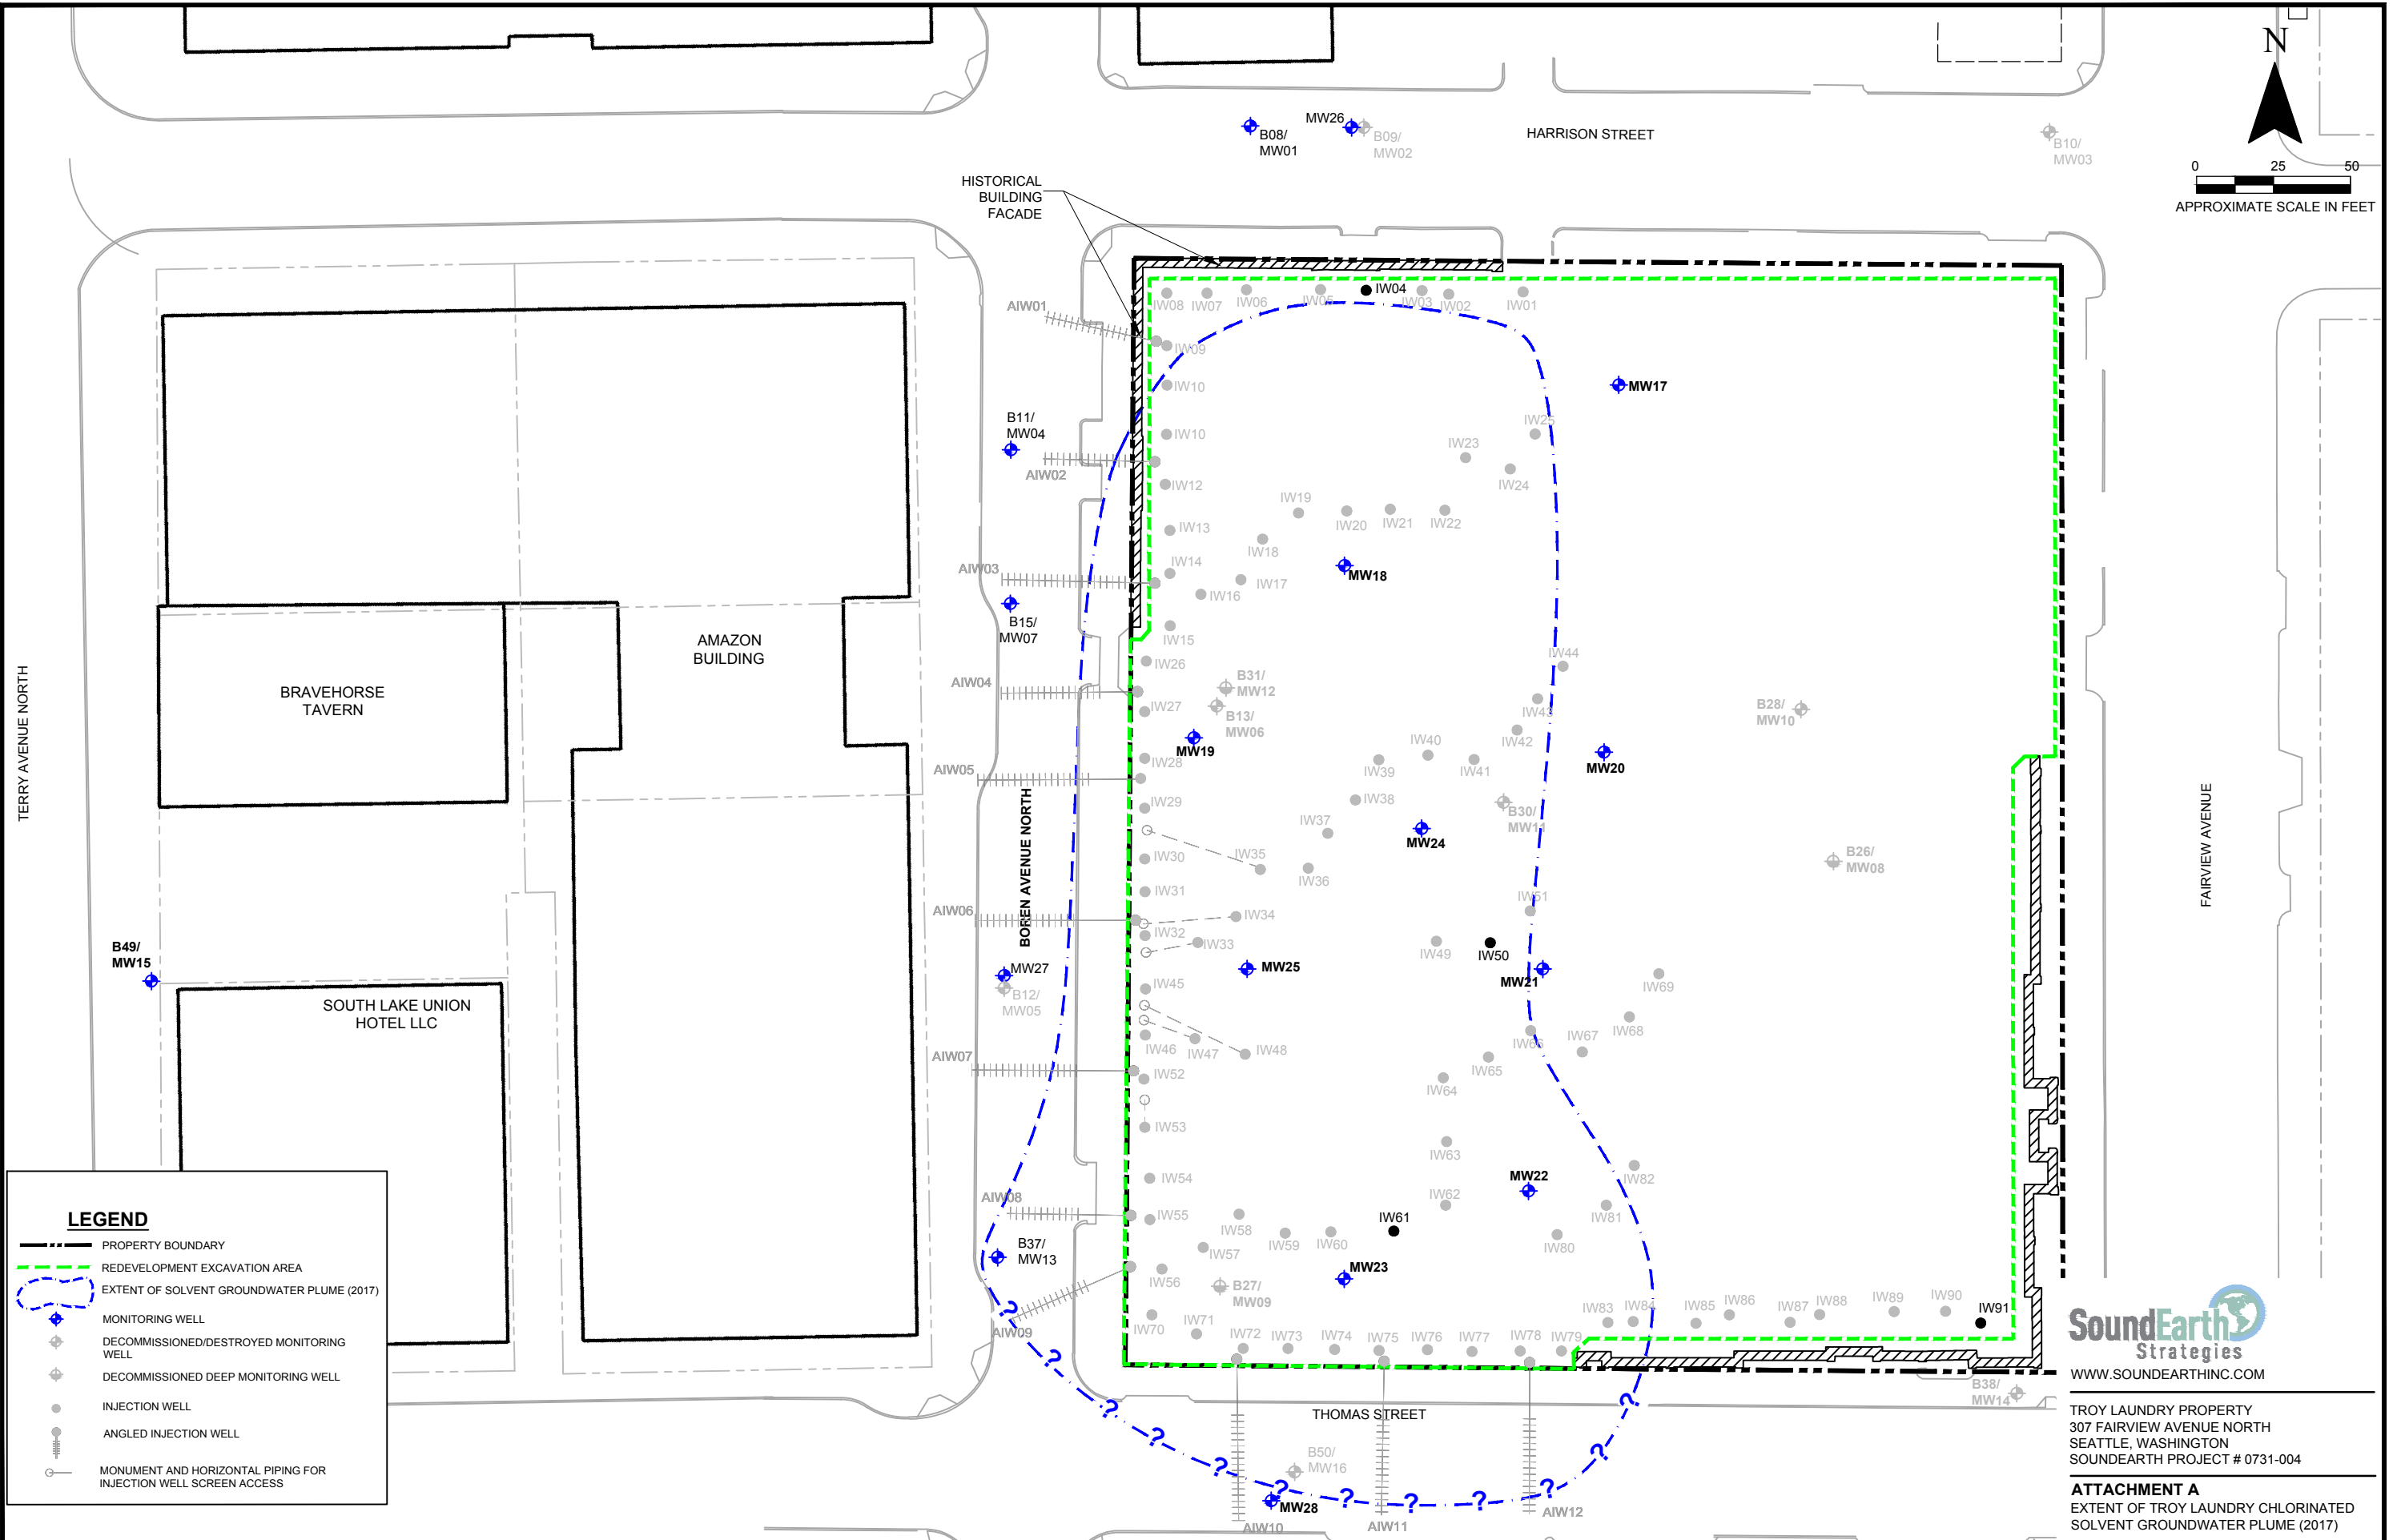 N
0 25 50
APPROXIMATE SCALE IN FEET
HARRISON STREET
B08/
MW01
MW26
B09/
MW02
B10/
MW03
HISTORICAL
BUILDING
FACADE
IW08
IW07
IW06
IW05
IW04
IW03
IW02
IW01
AIW01
IW09
IW10
MW17
B11/
MW04
IW10
AIW02
IW12
IW25
IW23
IW24
IW19
IW20
IW21
IW22
IW13
IW18
MW18
IW14
AIW03
IW17
IW16
B15/
MW07
IW15
AMAZON
BUILDING
BRAVEHORSE
TAVERN
TERRY AVENUE NORTH
IW26
IW44
B31/
MW12
AIW04
IW27
B13/
MW06
IW43
B28/
MW10
IW42
MW19
IW40
IW39
IW41
MW20
IW28
AIW05
IW29
IW38
B30/
MW11
IW37
MW24
BOREN AVENUE NORTH
FAIRVIEW AVENUE
IW30
IW35
IW36
B26/
MW08
IW31
IW51
AIW06
IW34
IW32
IW33
IW49
IW50
B49/
MW15
MW27
B12/
MW05
MW25
MW21
IW69
IW45
SOUTH LAKE UNION
HOTEL LLC
IW68
IW46
IW47
IW48
IW66
IW67
AIW07
IW52
IW65
IW64
IW53
IW63
IW54
MW22
IW82
AIW08
IW55
IW58
IW62
IW61
IW81
IW57
IW59
IW60
IW80
B37/
MW13
IW56
B27/
MW09
MW23
AIW09
IW70
IW71
IW72
IW73
IW74
IW75
IW76
IW77
IW78
IW79
IW83
IW84
IW85
IW86
IW87
IW88
IW89
IW90
IW91
B38/
MW14
THOMAS STREET
B50/
MW16
MW28
AIW10
AIW11
AIW12
? ? ? ? ? ? ? ? ? ? ? ?
LEGEND
PROPERTY BOUNDARY
REDEVELOPMENT EXCAVATION AREA
EXTENT OF SOLVENT GROUNDWATER PLUME (2017)
MONITORING WELL
DECOMMISSIONED/DESTROYED MONITORING
WELL
DECOMMISSIONED DEEP MONITORING WELL
INJECTION WELL
ANGLED INJECTION WELL
MONUMENT AND HORIZONTAL PIPING FOR
INJECTION WELL SCREEN ACCESS
SoundEarth
Strategies
WWW.SOUNDEARTHINC.COM
TROY LAUNDRY PROPERTY
307 FAIRVIEW AVENUE NORTH
SEATTLE, WASHINGTON
SOUNDEARTH PROJECT # 0731-004
ATTACHMENT A
EXTENT OF TROY LAUNDRY CHLORINATED
SOLVENT GROUNDWATER PLUME (2017)